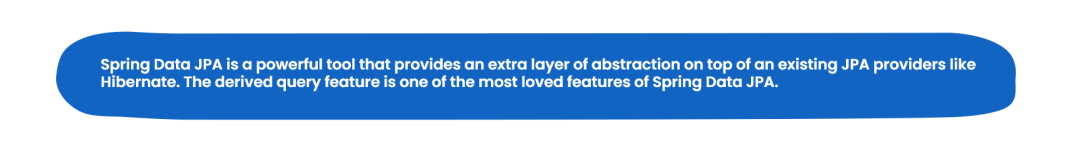 Spring Data JPA is a powerful tool that provides an extra layer of abstraction on top of an existing JPA providers like
Hibernate. The derived query feature is one of the most loved features of Spring Data JPA.